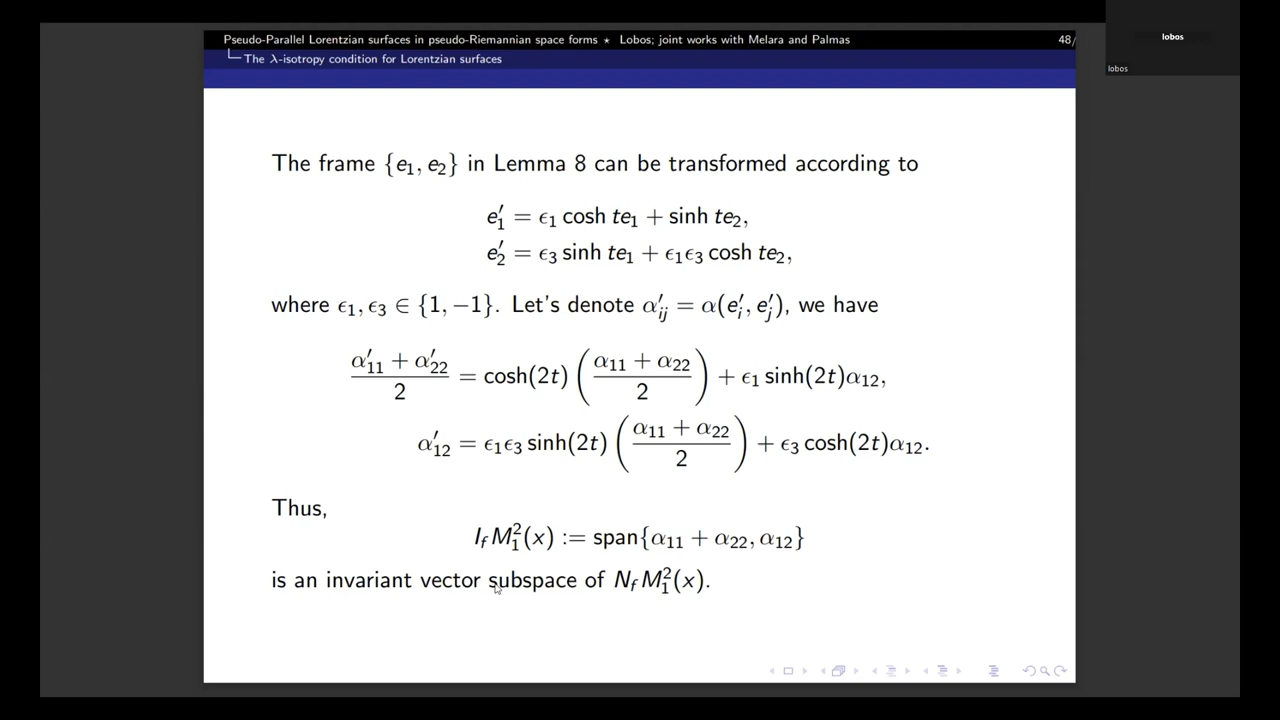 Pseudo-Parallel Lorentzian surfaces in pseudo-Riemannian space forms ⋆ Lobos; joint works with Melara and Palmas 48/
The λ-isotropy condition for Lorentzian surfaces
lobos
lobos
The frame {e₁, e₂} in Lemma 8 can be transformed according to
e′₁ = ϵ₁ cosh te₁ + sinh te₂,
e′₂ = ϵ₃ sinh te₁ + ϵ₁ϵ₃ cosh te₂,
where ϵ₁, ϵ₃ ∈ {1, −1}. Let's denote α′ᵢⱼ = α(e′ᵢ, e′ⱼ), we have
(α′₁₁ + α′₂₂)/2 = cosh(2t) ((α₁₁ + α₂₂)/2) + ϵ₁ sinh(2t)α₁₂,
α′₁₂ = ϵ₁ϵ₃ sinh(2t) ((α₁₁ + α₂₂)/2) + ϵ₃ cosh(2t)α₁₂.
Thus,
I_f M²₁(x) := span{α₁₁ + α₂₂, α₁₂}
is an invariant vector subspace of N_f M²₁(x).